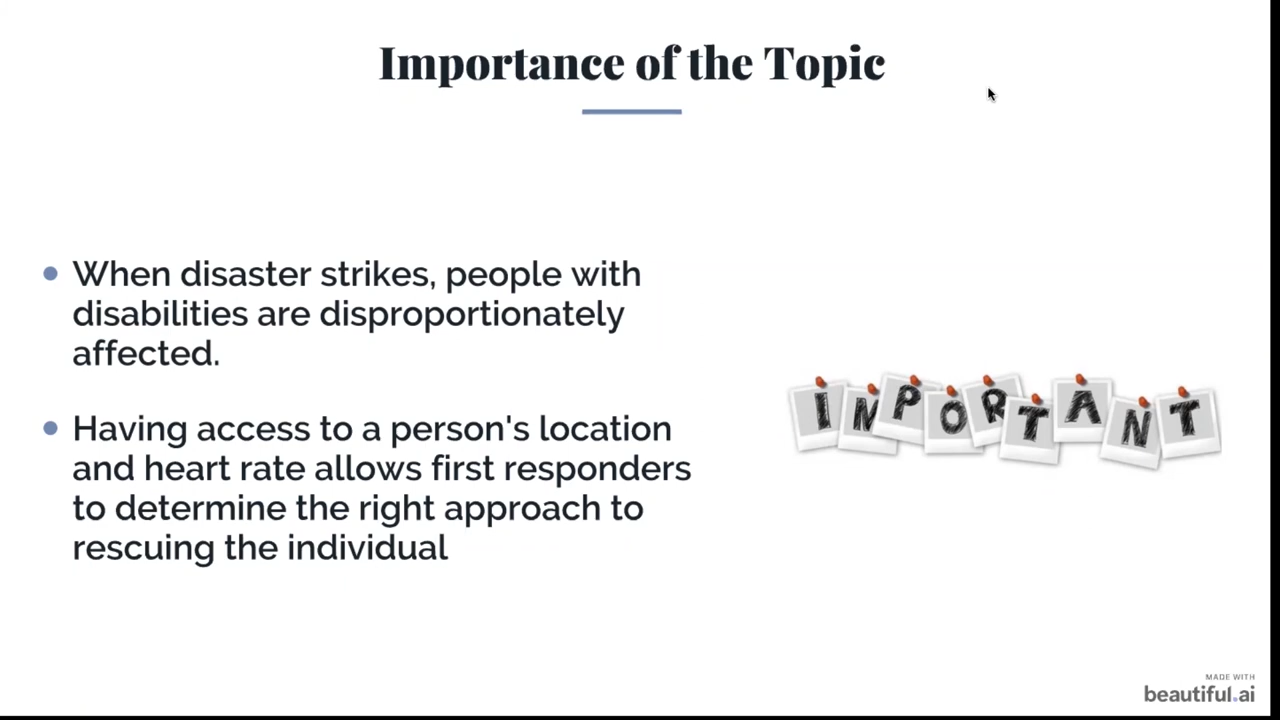 Importance of the Topic
When disaster strikes, people with
disabilities are disproportionately
affected.
Having access to a person's location
and heart rate allows first responders
to determine the right approach to
rescuing the individual
IMPORTANT
MADE WITH
beautiful.ai